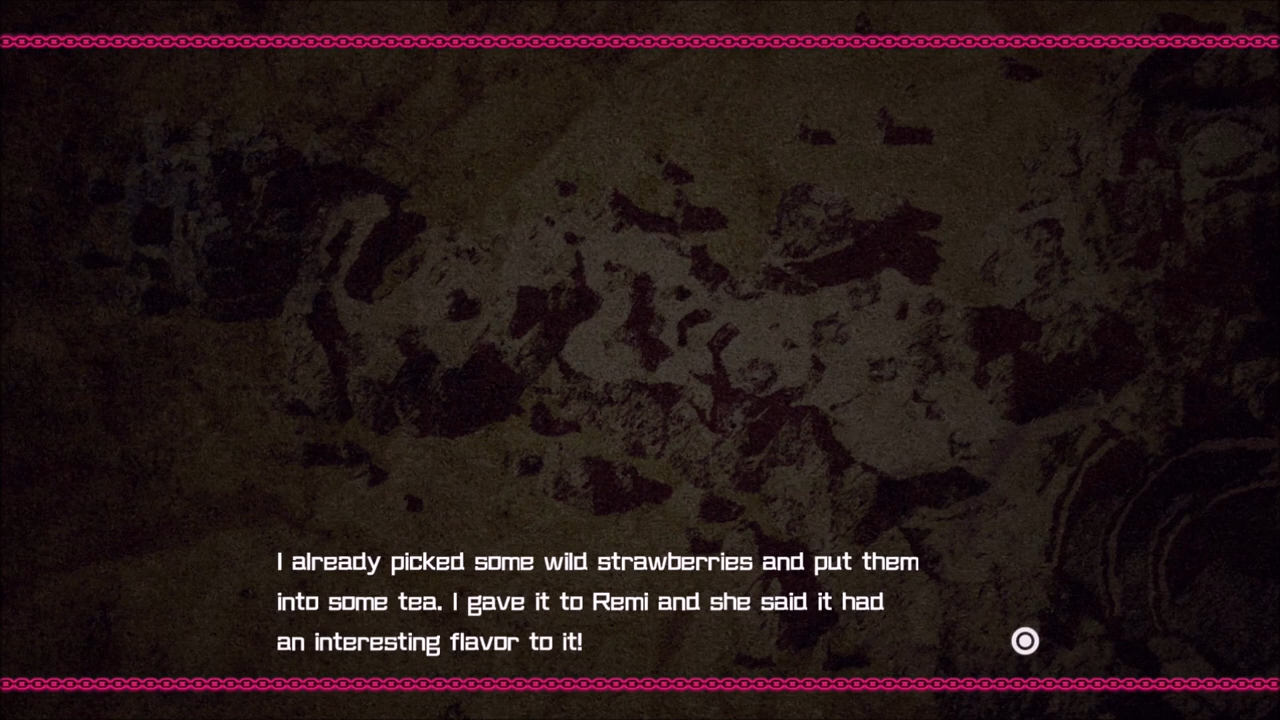 I already picked some wild strawberries and put them
into some tea. I gave it to Remi and she said it had
an interesting flavor to it!